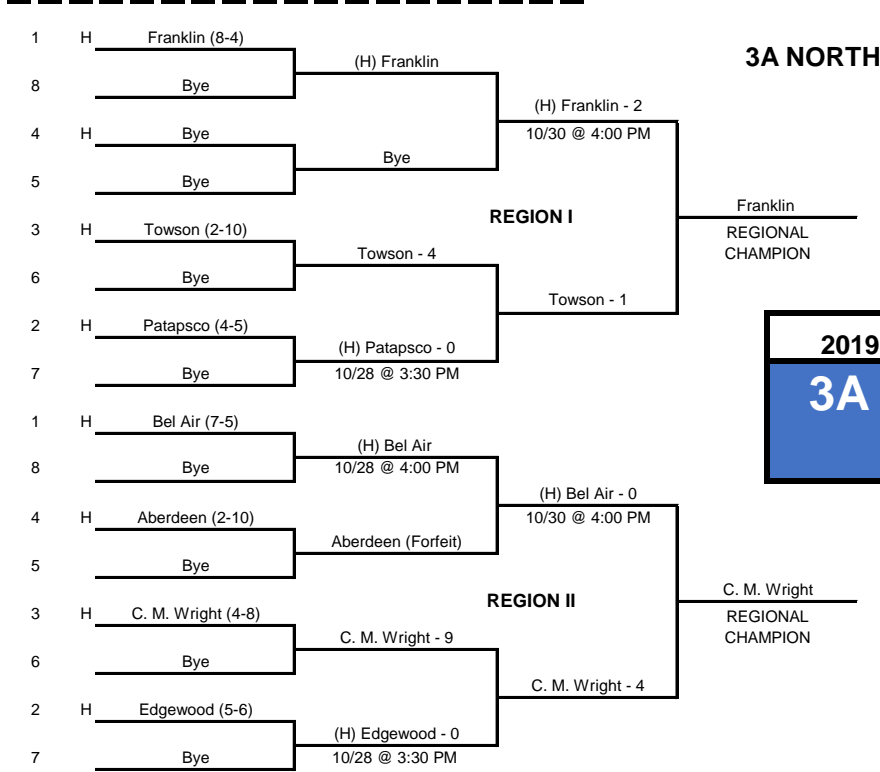 1 H Franklin (8-4)
(H) Franklin
3A NORTH
8 Bye
(H) Franklin - 2
4 H Bye
10/30 @ 4:00 PM
Bye
5 Bye
Franklin
REGION I
3 H Towson (2-10)
REGIONAL
CHAMPION
Towson - 4
6 Bye
Towson - 1
2 H Patapsco (4-5)
(H) Patapsco - 0
2019
7 Bye
10/28 @ 3:30 PM
3A
1 H Bel Air (7-5)
(H) Bel Air
8 Bye
10/28 @ 4:00 PM
(H) Bel Air - 0
4 H Aberdeen (2-10)
10/30 @ 4:00 PM
Aberdeen (Forfeit)
5 Bye
C. M. Wright
REGION II
3 H C. M. Wright (4-8)
REGIONAL
CHAMPION
C. M. Wright - 9
6 Bye
C. M. Wright - 4
2 H Edgewood (5-6)
(H) Edgewood - 0
7 Bye
10/28 @ 3:30 PM